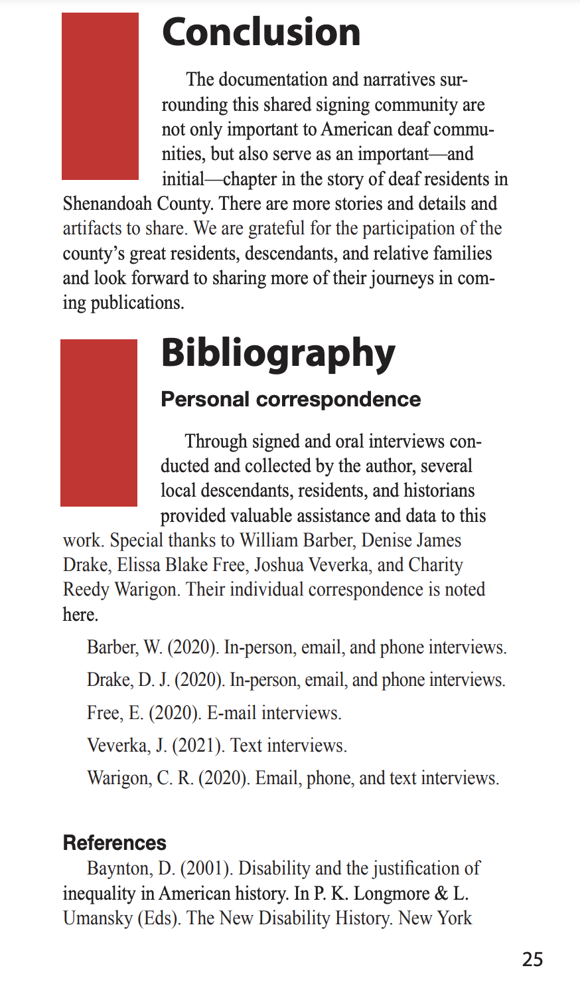 Conclusion
The documentation and narratives sur-
rounding this shared signing community are
not only important to American deaf commu-
nities, but also serve as an important—and
initial—chapter in the story of deaf residents in
Shenandoah County. There are more stories and details and
artifacts to share. We are grateful for the participation of the
county’s great residents, descendants, and relative families
and look forward to sharing more of their journeys in com-
ing publications.
Bibliography
Personal correspondence
Through signed and oral interviews con-
ducted and collected by the author, several
local descendants, residents, and historians
provided valuable assistance and data to this
work. Special thanks to William Barber, Denise James
Drake, Elissa Blake Free, Joshua Veverka, and Charity
Reedy Warigon. Their individual correspondence is noted
here.
Barber, W. (2020). In-person, email, and phone interviews.
Drake, D. J. (2020). In-person, email, and phone interviews.
Free, E. (2020). E-mail interviews.
Veverka, J. (2021). Text interviews.
Warigon, C. R. (2020). Email, phone, and text interviews.
References
Baynton, D. (2001). Disability and the justification of
inequality in American history. In P. K. Longmore & L.
Umansky (Eds). The New Disability History. New York
25